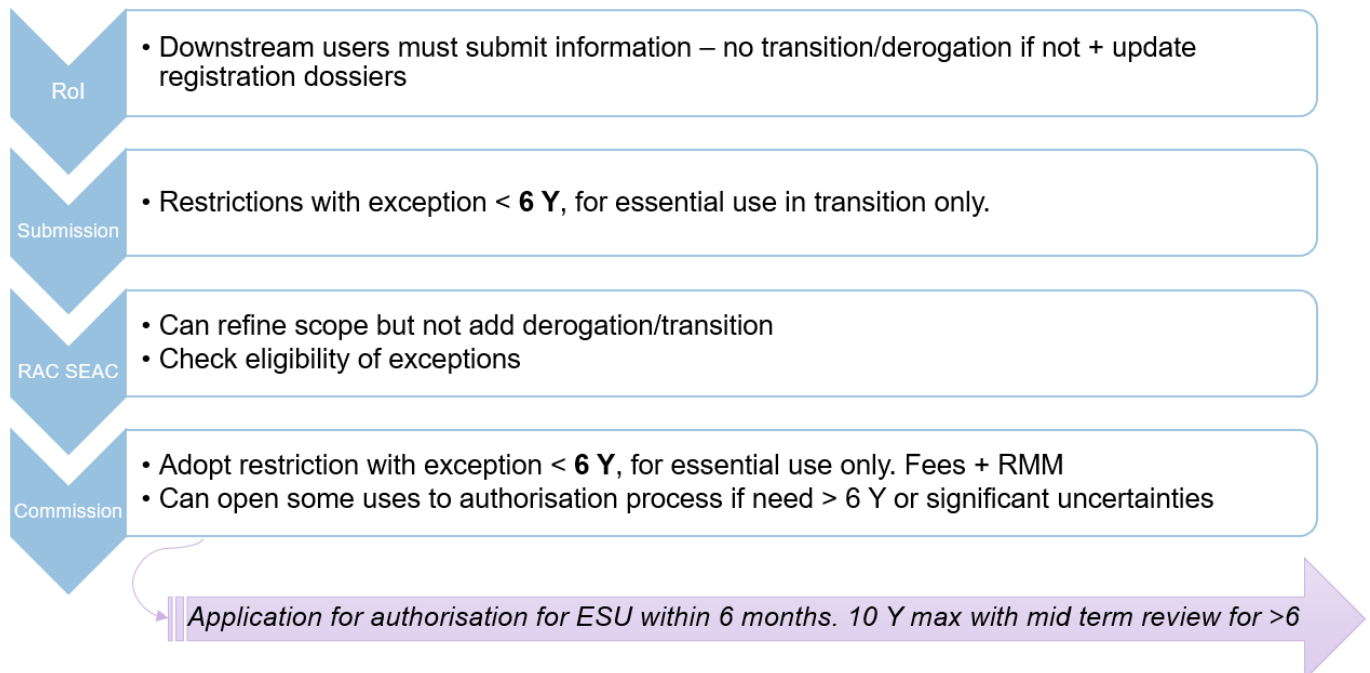 RoI
• Downstream users must submit information – no transition/derogation if not + update
registration dossiers
Submission
• Restrictions with exception < 6 Y, for essential use in transition only.
RAC SEAC
• Can refine scope but not add derogation/transition
• Check eligibility of exceptions
Commission
• Adopt restriction with exception < 6 Y, for essential use only. Fees + RMM
• Can open some uses to authorisation process if need > 6 Y or significant uncertainties
Application for authorisation for ESU within 6 months. 10 Y max with mid term review for >6